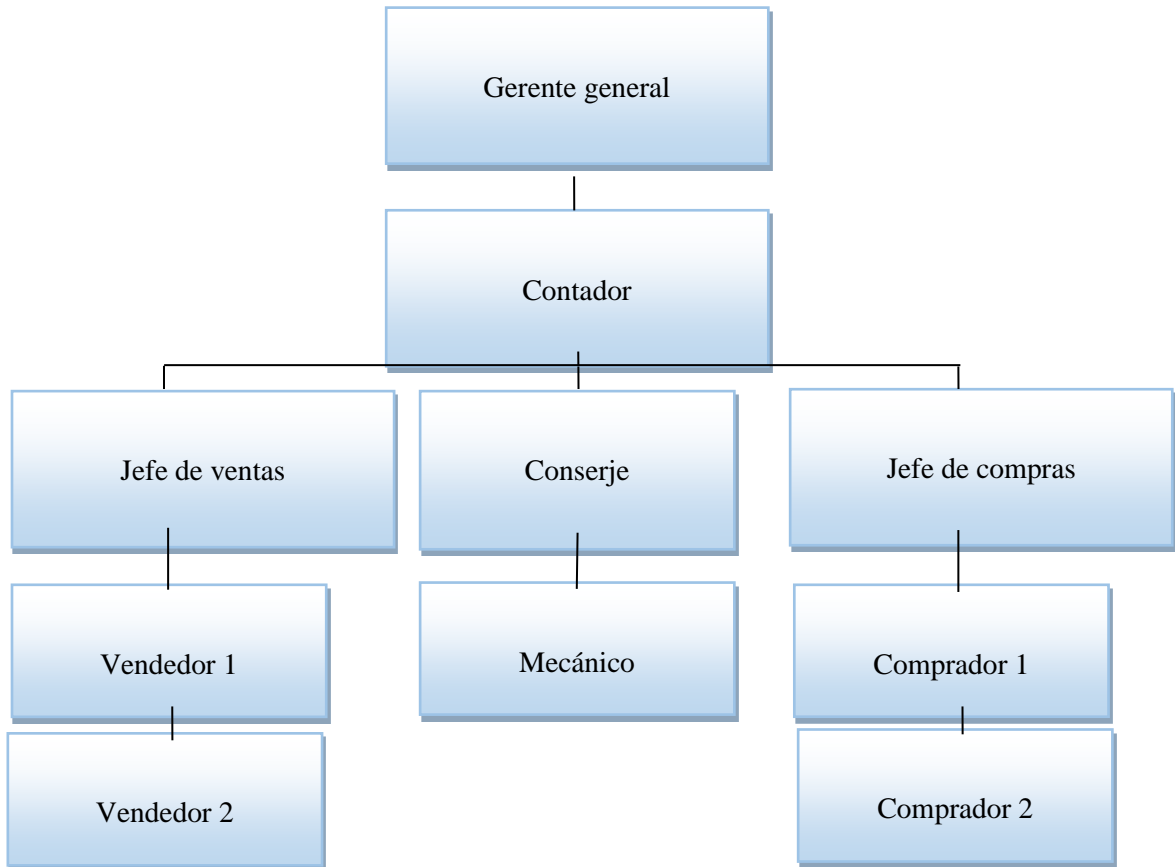 Gerente general
Contador
Jefe de ventas
Conserje
Jefe de compras
Vendedor 1
Mecánico
Comprador 1
Vendedor 2
Comprador 2